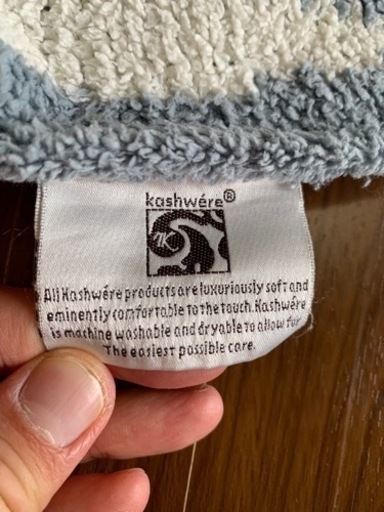 kashwére®
K
All Kashwére products are luxuriously soft and
eminently comfortable to the touch. Kashwére
is machine washable and dryable to allow for
The easiest possible care.